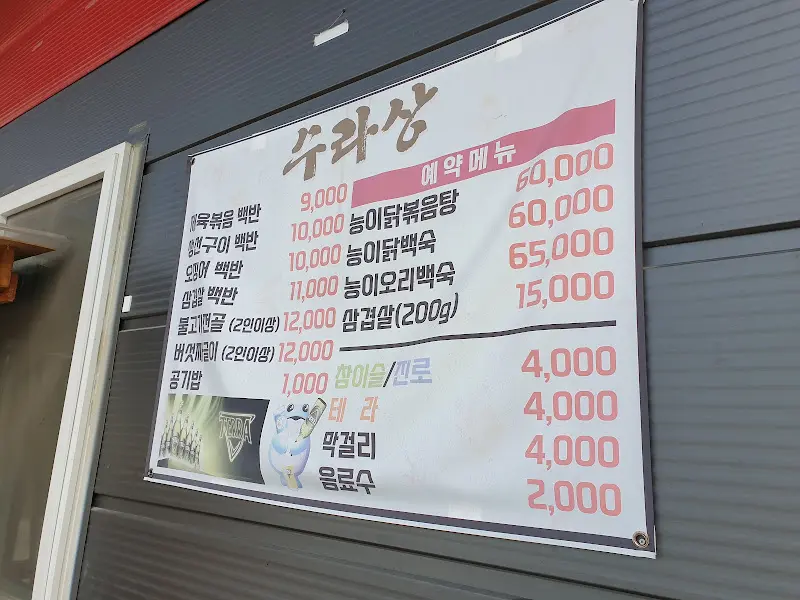 수라상
제육볶음 백반 9,000
생선구이 백반 10,000
오징어 백반 10,000
삼겹살 백반 11,000
불고기전골 (2인이상) 12,000
버섯찌글이 (2인이상) 12,000
공기밥 1,000
TERRA
예약메뉴
능이닭볶음탕 60,000
능이닭백숙 60,000
능이오리백숙 65,000
삼겹살(200g) 15,000
참이슬/진로 4,000
테라 4,000
막걸리 4,000
음료수 2,000